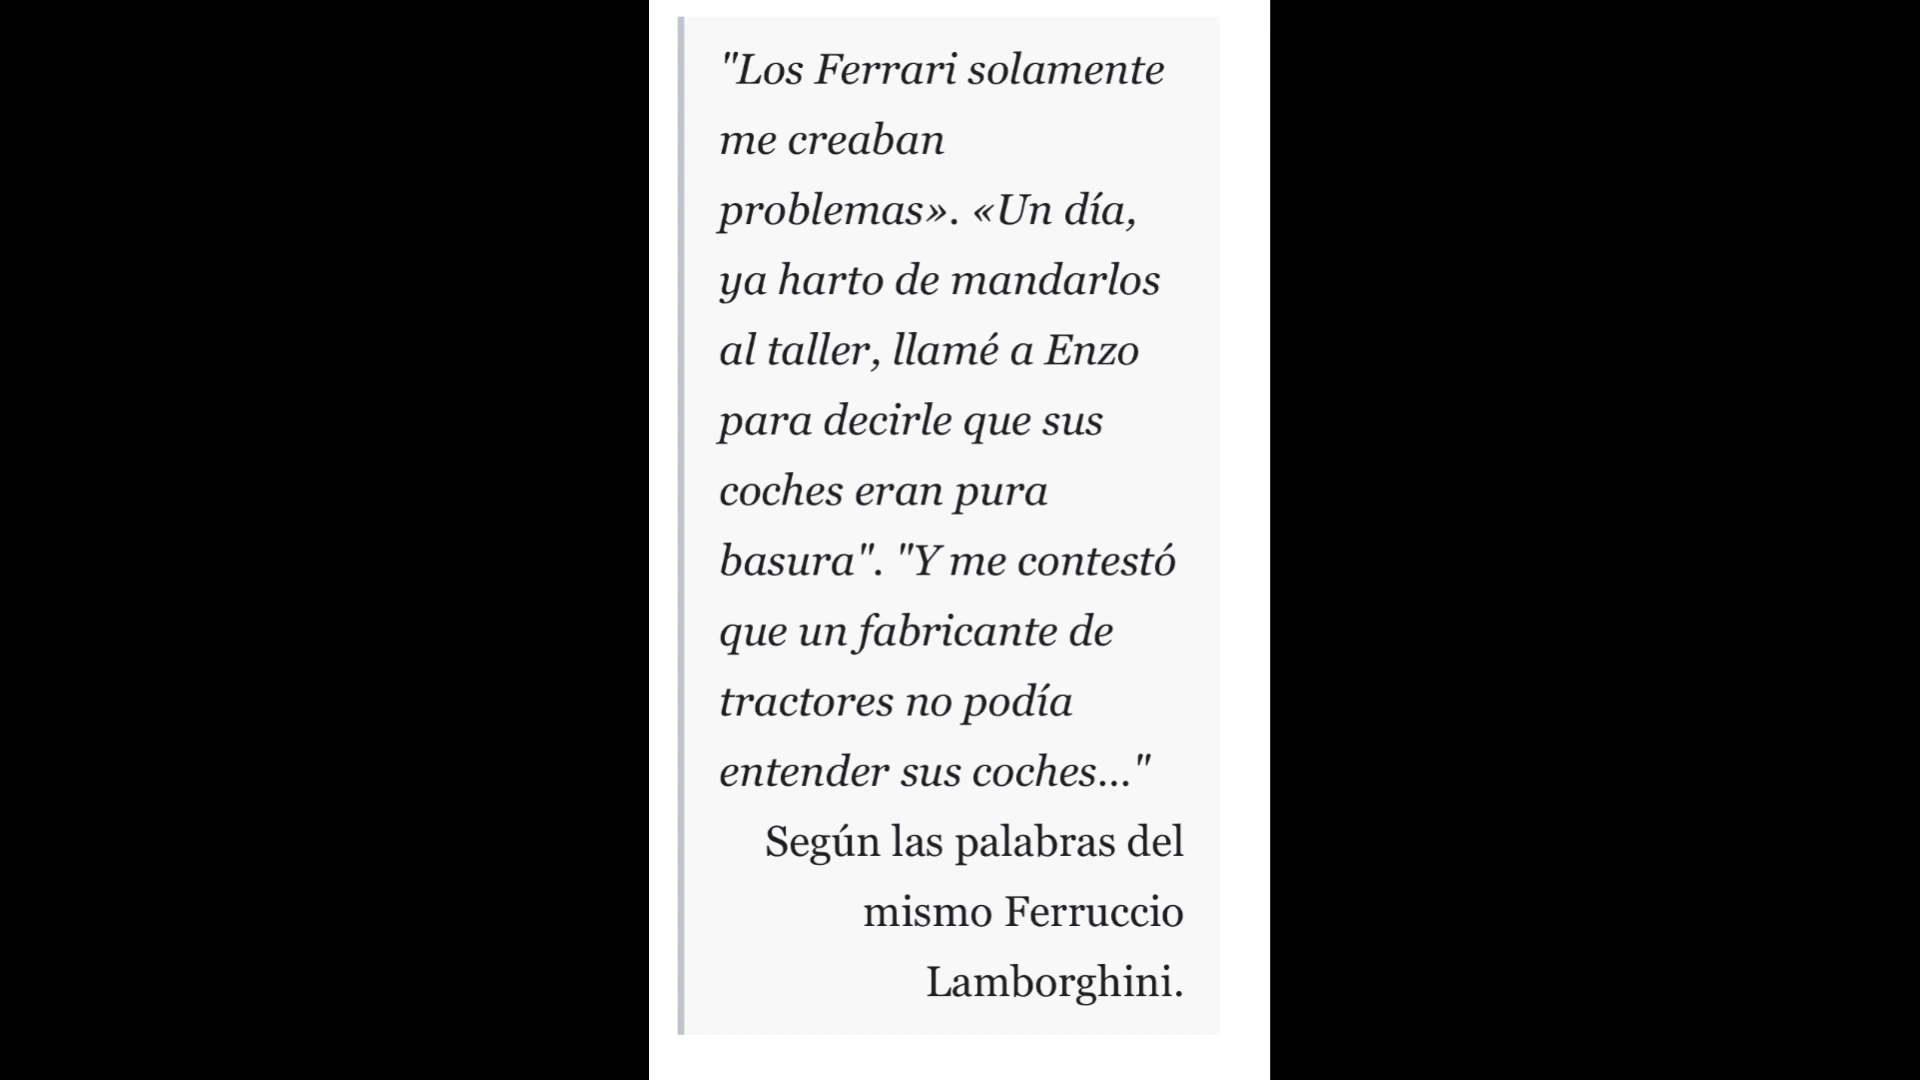 "Los Ferrari solamente
me creaban
problemas». «Un día,
ya harto de mandarlos
al taller, llamé a Enzo
para decirle que sus
coches eran pura
basura". "Y me contestó
que un fabricante de
tractores no podía
entender sus coches..."
Según las palabras del
mismo Ferruccio
Lamborghini.